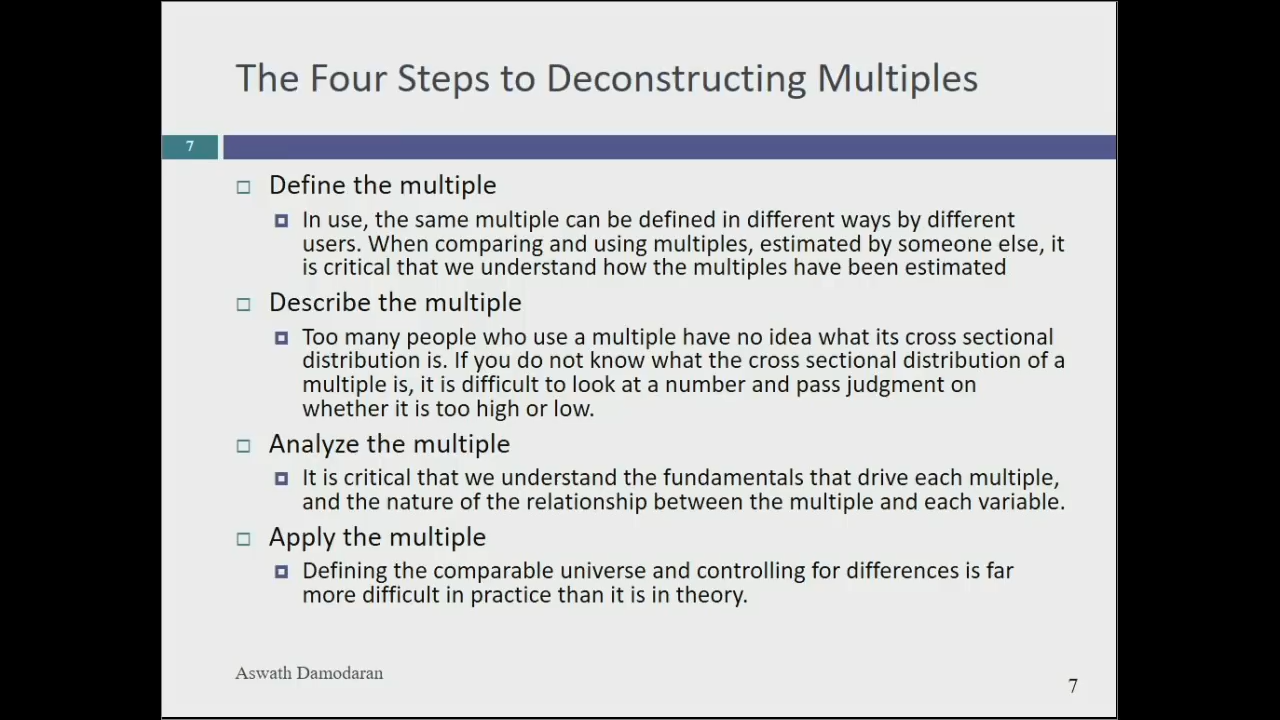 The Four Steps to Deconstructing Multiples
7
Define the multiple
In use, the same multiple can be defined in different ways by different
users. When comparing and using multiples, estimated by someone else, it
is critical that we understand how the multiples have been estimated
Describe the multiple
Too many people who use a multiple have no idea what its cross sectional
distribution is. If you do not know what the cross sectional distribution of a
multiple is, it is difficult to look at a number and pass judgment on
whether it is too high or low.
Analyze the multiple
It is critical that we understand the fundamentals that drive each multiple,
and the nature of the relationship between the multiple and each variable.
Apply the multiple
Defining the comparable universe and controlling for differences is far
more difficult in practice than it is in theory.
Aswath Damodaran
7